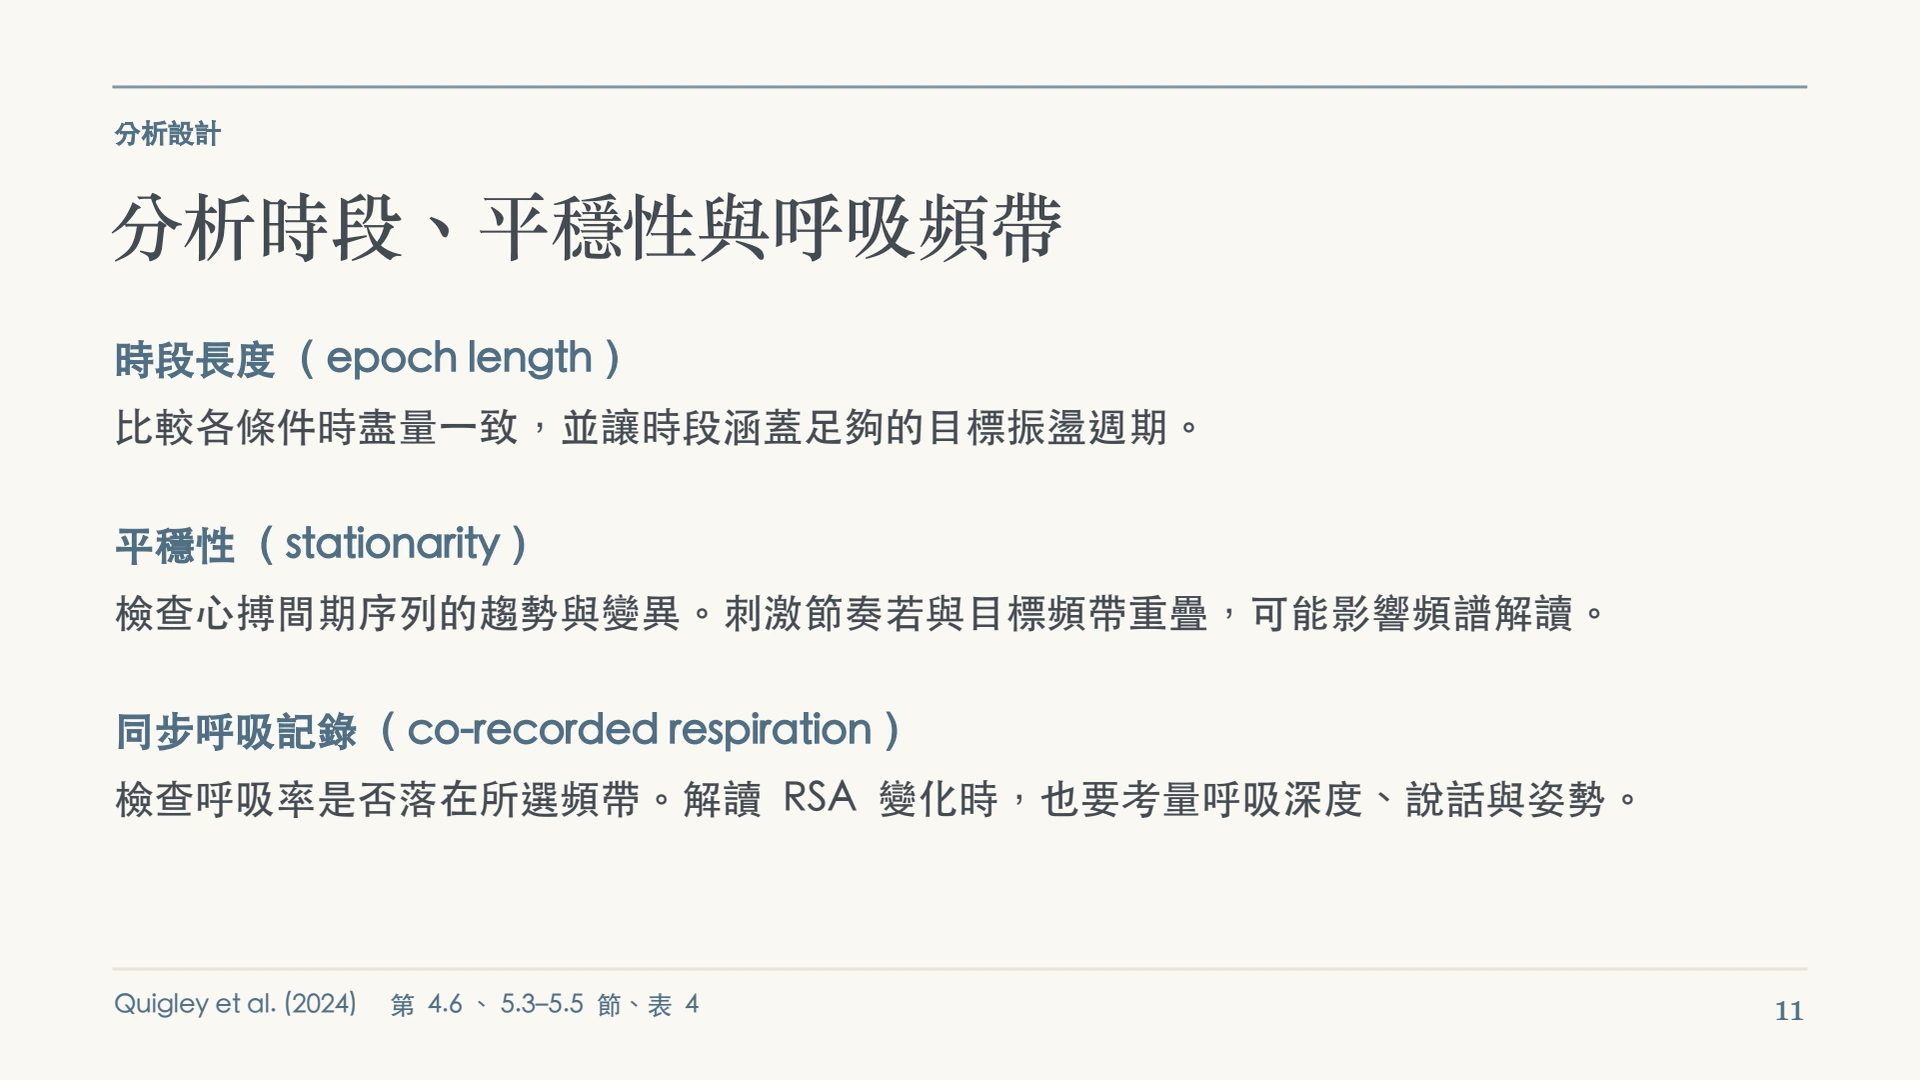 分析設計
分析時段、平穩性與呼吸頻帶
時段長度（epoch length）
比較各條件時盡量一致，並讓時段涵蓋足夠的目標振盪週期。
平穩性（stationarity）
檢查心搏間期序列的趨勢與變異。刺激節奏若與目標頻帶重疊，可能影響頻譜解讀。
同步呼吸記錄（co-recorded respiration）
檢查呼吸率是否落在所選頻帶。解讀 RSA 變化時，也要考量呼吸深度、說話與姿勢。
Quigley et al. (2024) 第 4.6、5.3–5.5 節、表 4
11